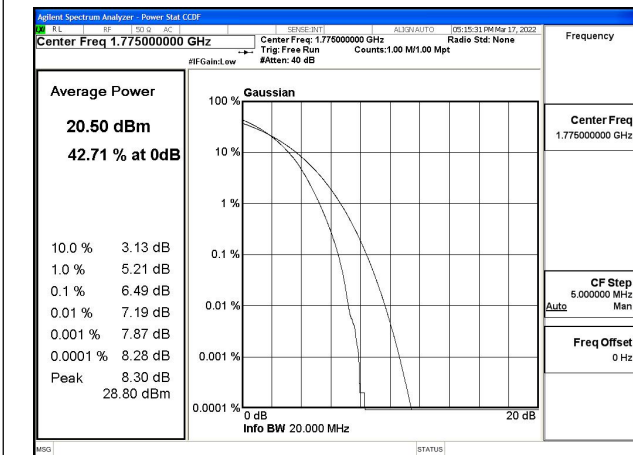 Agilent Spectrum Analyzer - Power Stat CCDF
RL RF 50 Ω AC SENSE:INT ALIGN AUTO 05:15:31 PM Mar 17, 2022
Center Freq 1.775000000 GHz
Center Freq: 1.775000000 GHz Radio Std: None
Trig: Free Run Counts:1.00 M/1.00 Mpt
#IFGain:Low #Atten: 40 dB
Frequency
Average Power
20.50 dBm
42.71 % at 0dB
10.0 % 3.13 dB
1.0 % 5.21 dB
0.1 % 6.49 dB
0.01 % 7.19 dB
0.001 % 7.87 dB
0.0001 % 8.28 dB
Peak 8.30 dB
28.80 dBm
Gaussian
100 %
10 %
1 %
0.1 %
0.01 %
0.001 %
0.0001 %
0 dB 20 dB
Info BW 20.000 MHz
Center Freq
1.775000000 GHz
CF Step
5.000000 MHz
Auto Man
Freq Offset
0 Hz
MSG STATUS